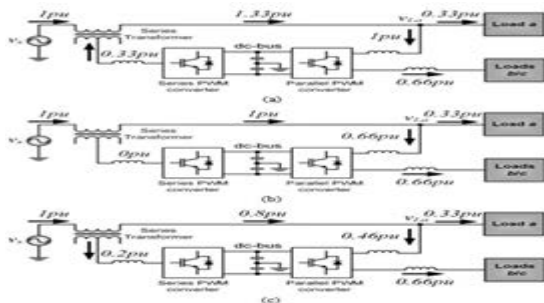 1pu 1.33pu 0.33pu
Load a
Series Transformer
0.33pu
dc-bus
1pu
Series PWM converter
Parallel PWM converter
0.66pu
Loads b/c
(a)
1pu 1pu 0.33pu
Load a
Series Transformer
0pu
dc-bus
0.66pu
Series PWM converter
Parallel PWM converter
0.66pu
Loads b/c
(b)
1pu 0.8pu 0.33pu
Load a
Series Transformer
0.2pu
dc-bus
0.46pu
Series PWM converter
Parallel PWM converter
0.66pu
Loads b/c
(c)